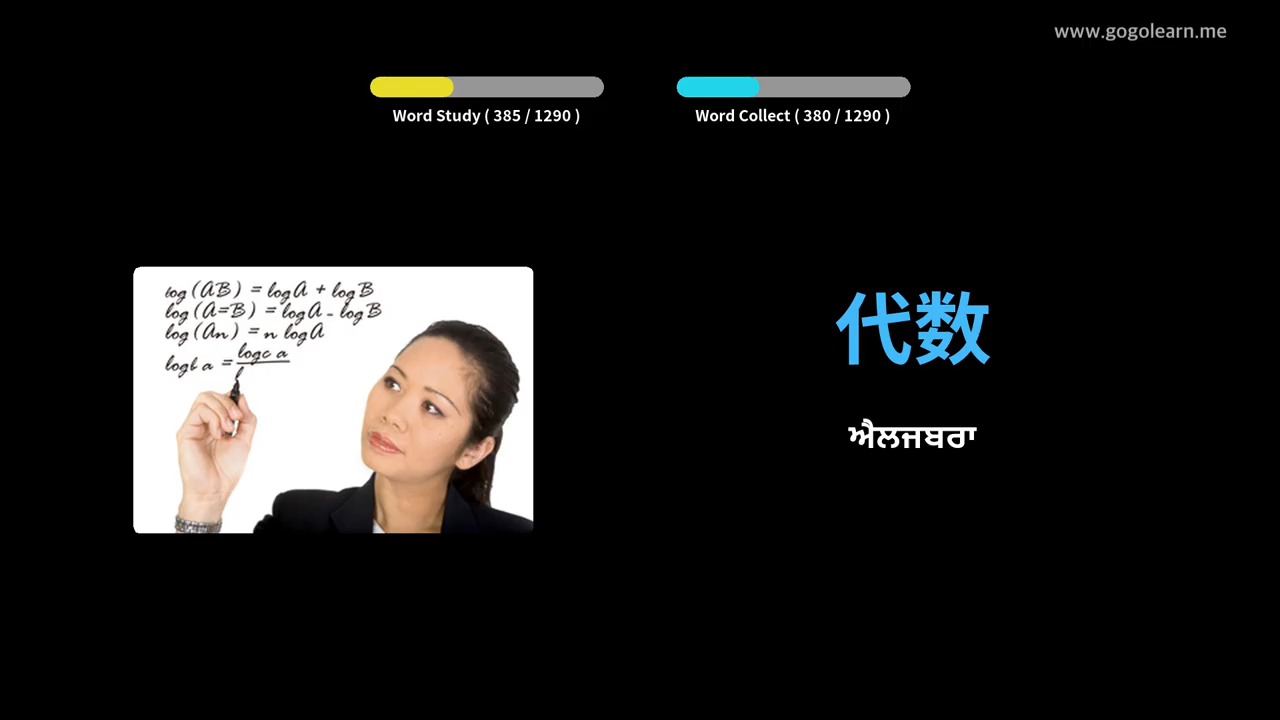 www.gogolearn.me
Word Study ( 385 / 1290 )
Word Collect ( 380 / 1290 )
log (AB) = logA + logB
log (A=B) = logA - logB
log (An) = n logA
logb a = logc a
代数
ਐਲਜਬਰਾ